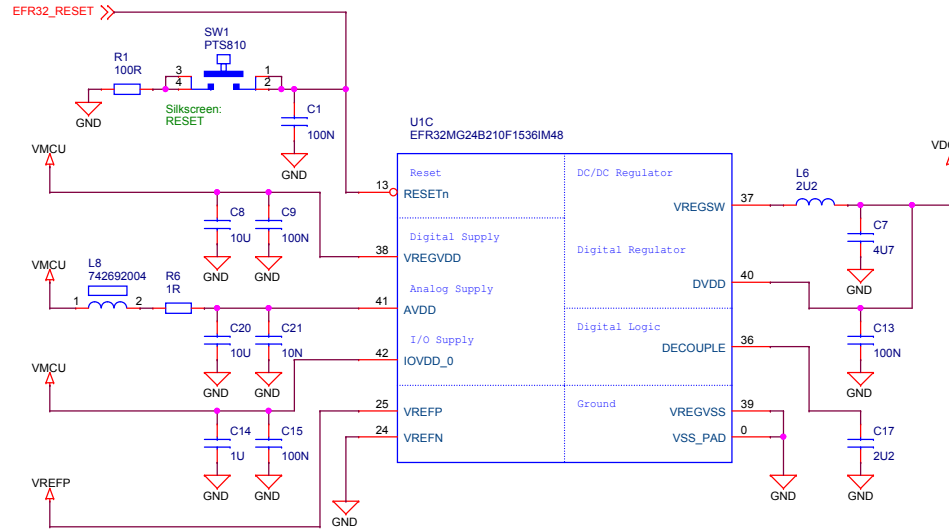 EFR32_RESET
SW1
PTS810
R1
100R
3
4
1
2
Silkscreen:
RESET
GND
C1
100N
GND
U1C
EFR32MG24B210F1536IM48
VMCU
Reset
13
RESETn
DC/DC Regulator
VREGSW
37
L6
2U2
C8
10U
C9
100N
GND
GND
Digital Supply
38
VREGVDD
Digital Regulator
DVDD
40
C7
4U7
GND
VMCU
L8
742692004
1
2
R6
1R
Analog Supply
41
AVDD
C20
10U
C21
10N
GND
GND
I/O Supply
42
IOVDD_0
Digital Logic
DECOUPLE
36
C13
100N
GND
VMCU
25
VREFP
24
VREFN
Ground
VREGVSS
39
VSS_PAD
0
C14
1U
C15
100N
GND
GND
C17
2U2
GND
GND
VREFP
GND